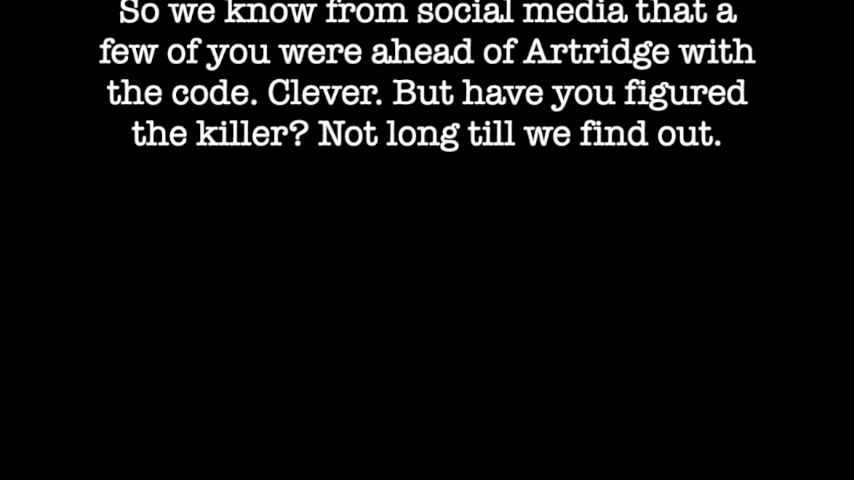 So we know from social media that a
few of you were ahead of Artridge with
the code. Clever. But have you figured
the killer? Not long till we find out.